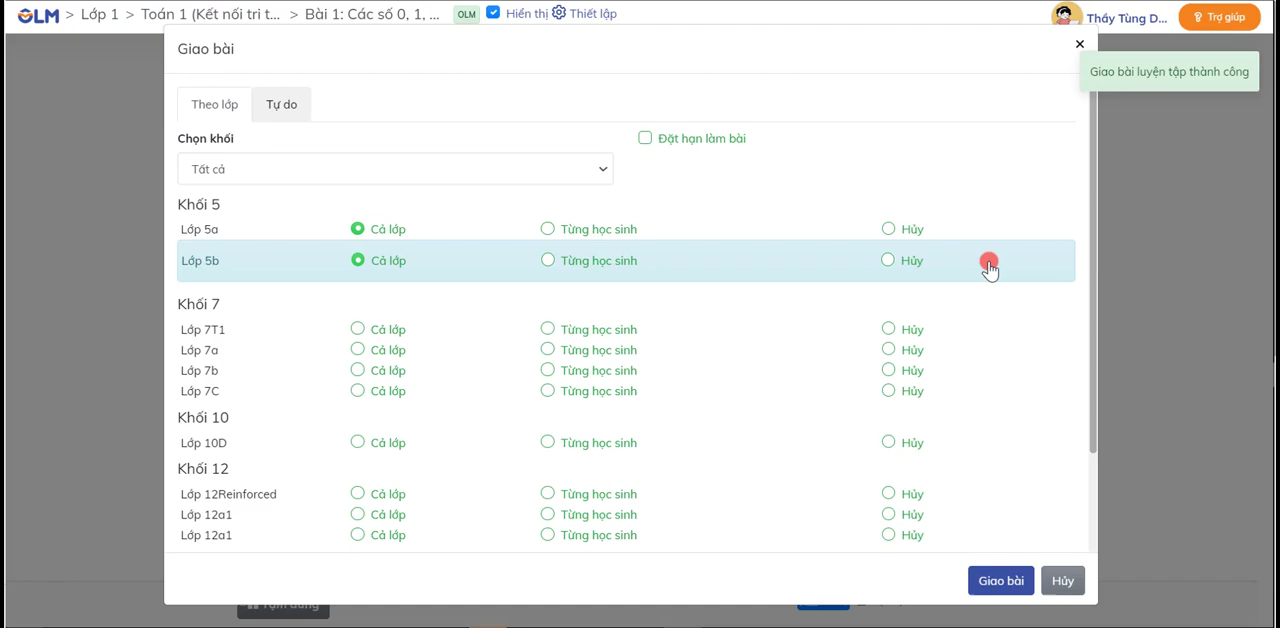 OLM > Lớp 1 > Toán 1 (Kết nối tri t... > Bài 1: Các số 0, 1, ... OLM Hiển thị Thiết lập Thầy Tùng D... Trợ giúp
Giao bài
Giao bài luyện tập thành công
Theo lớp Tự do
Chọn khối Đặt hạn làm bài
Tất cả
Khối 5
Lớp 5a Cả lớp Từng học sinh Hủy
Lớp 5b Cả lớp Từng học sinh Hủy
Khối 7
Lớp 7T1 Cả lớp Từng học sinh Hủy
Lớp 7a Cả lớp Từng học sinh Hủy
Lớp 7b Cả lớp Từng học sinh Hủy
Lớp 7C Cả lớp Từng học sinh Hủy
Khối 10
Lớp 10D Cả lớp Từng học sinh Hủy
Khối 12
Lớp 12Reinforced Cả lớp Từng học sinh Hủy
Lớp 12a1 Cả lớp Từng học sinh Hủy
Lớp 12a1 Cả lớp Từng học sinh Hủy
Giao bài Hủy